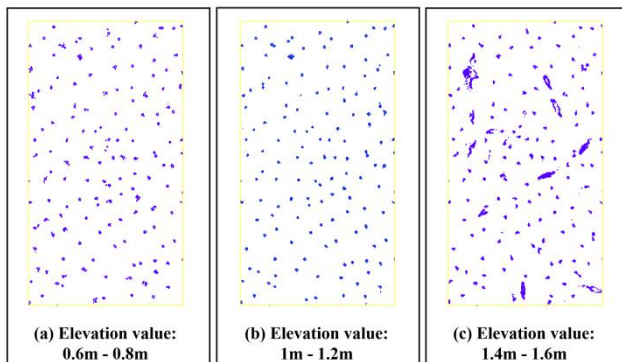 (a) Elevation value:
0.6m - 0.8m
(b) Elevation value:
1m - 1.2m
(c) Elevation value:
1.4m - 1.6m